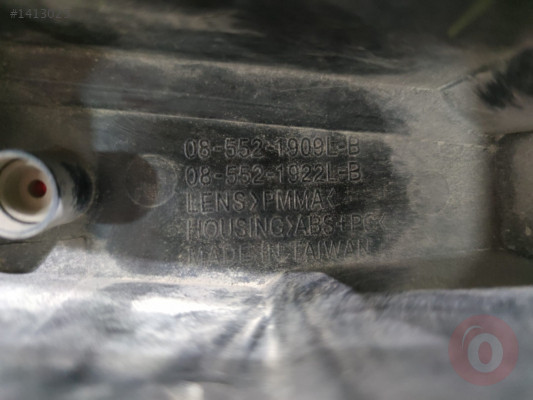 08-552-1909L-B
08-552-1922L-B
LENS>PMMA<
HOUSING>ABS+PC<
MADE IN TAIWAN